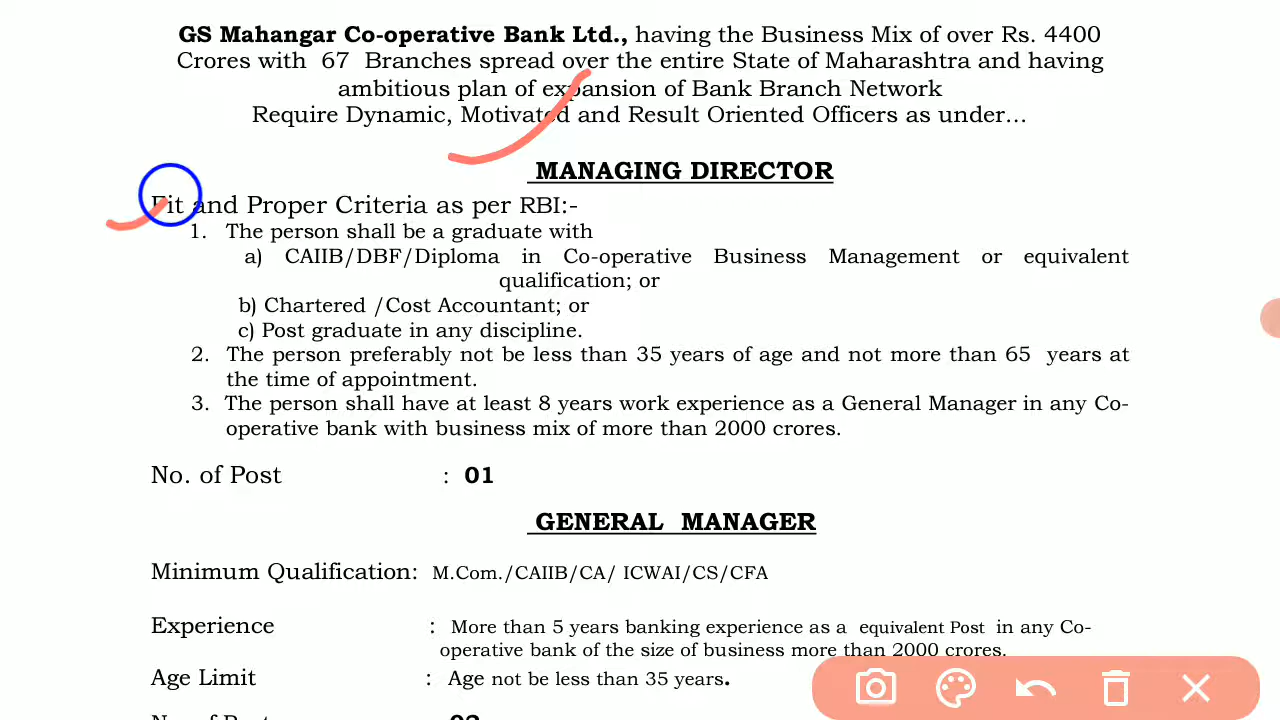 GS Mahangar Co-operative Bank Ltd., having the Business Mix of over Rs. 4400
Crores with 67 Branches spread over the entire State of Maharashtra and having
ambitious plan of expansion of Bank Branch Network
Require Dynamic, Motivated and Result Oriented Officers as under...
MANAGING DIRECTOR
Fit and Proper Criteria as per RBI:-
1. The person shall be a graduate with
a) CAIIB/DBF/Diploma in Co-operative Business Management or equivalent
qualification; or
b) Chartered /Cost Accountant; or
c) Post graduate in any discipline.
2. The person preferably not be less than 35 years of age and not more than 65 years at
the time of appointment.
3. The person shall have at least 8 years work experience as a General Manager in any Co-
operative bank with business mix of more than 2000 crores.
No. of Post : 01
GENERAL MANAGER
Minimum Qualification: M.Com./CAIIB/CA/ ICWAI/CS/CFA
Experience : More than 5 years banking experience as a equivalent Post in any Co-
operative bank of the size of business more than 2000 crores.
Age Limit : Age not be less than 35 years.